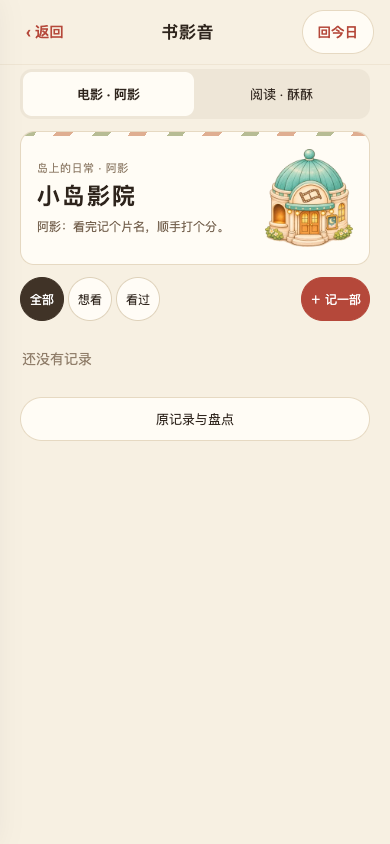 ‹ 返回
书影音
回今日
电影 · 阿影
阅读 · 酥酥
岛上的日常 · 阿影
小岛影院
阿影：看完记个片名，顺手打个分。
全部
想看
看过
＋ 记一部
还没有记录
原记录与盘点